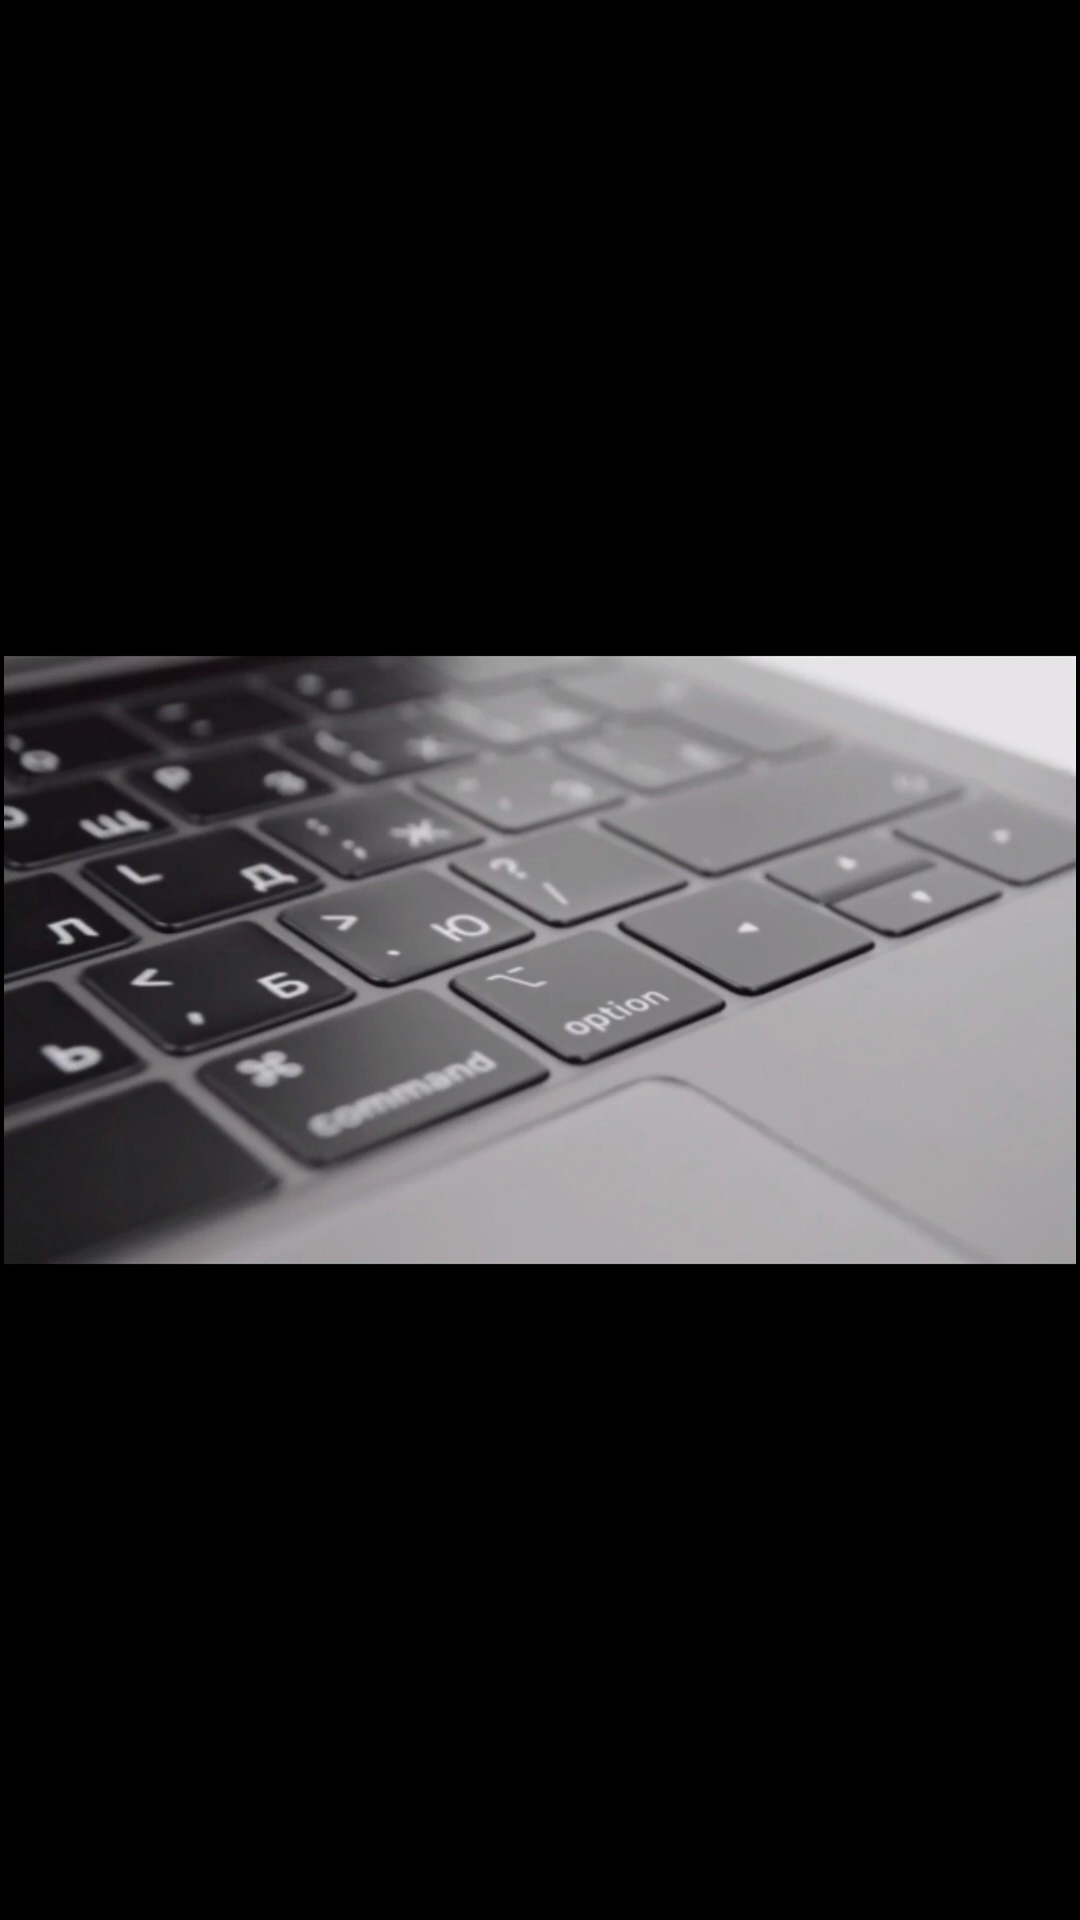 P З
Щ
L Д
: Ж
;
Л
? 
/
> Ю
.
< Б
,
Ь
⌥
option
⌘
command